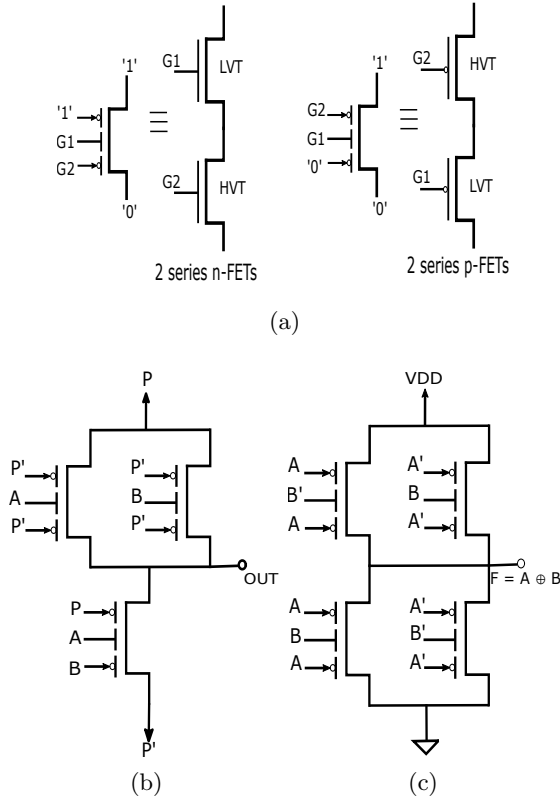 '1'
'1'
G1
LVT
G2
HVT
G1
G2
'0'
2 series n-FETs
'1'
G2
HVT
G2
G1
'0'
G1
LVT
'0'
2 series p-FETs
(a)
P
P'
A
P'
P'
B
P'
OUT
P
A
B
P'
(b)
VDD
A
B'
A
A'
B
A'
F = A ⊕ B
A
B
A
A'
B'
A'
(c)